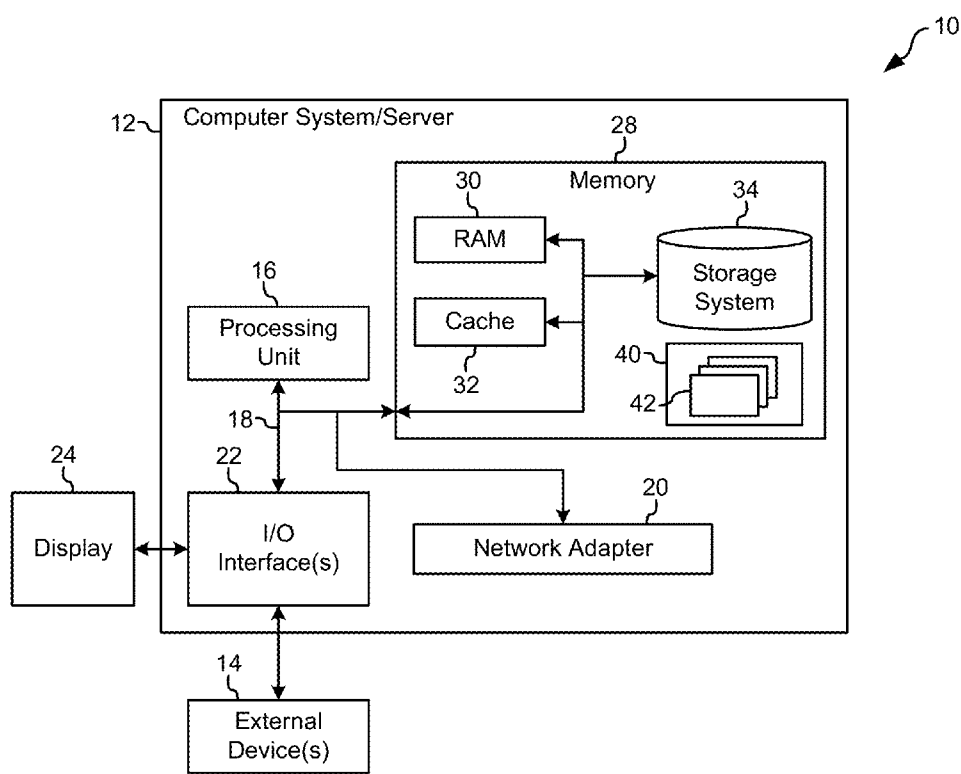 10
12
Computer System/Server
28
Memory
30
RAM
34
Storage
System
16
Processing
Unit
Cache
32
40
42
18
24
Display
22
I/O
Interface(s)
20
Network Adapter
14
External
Device(s)